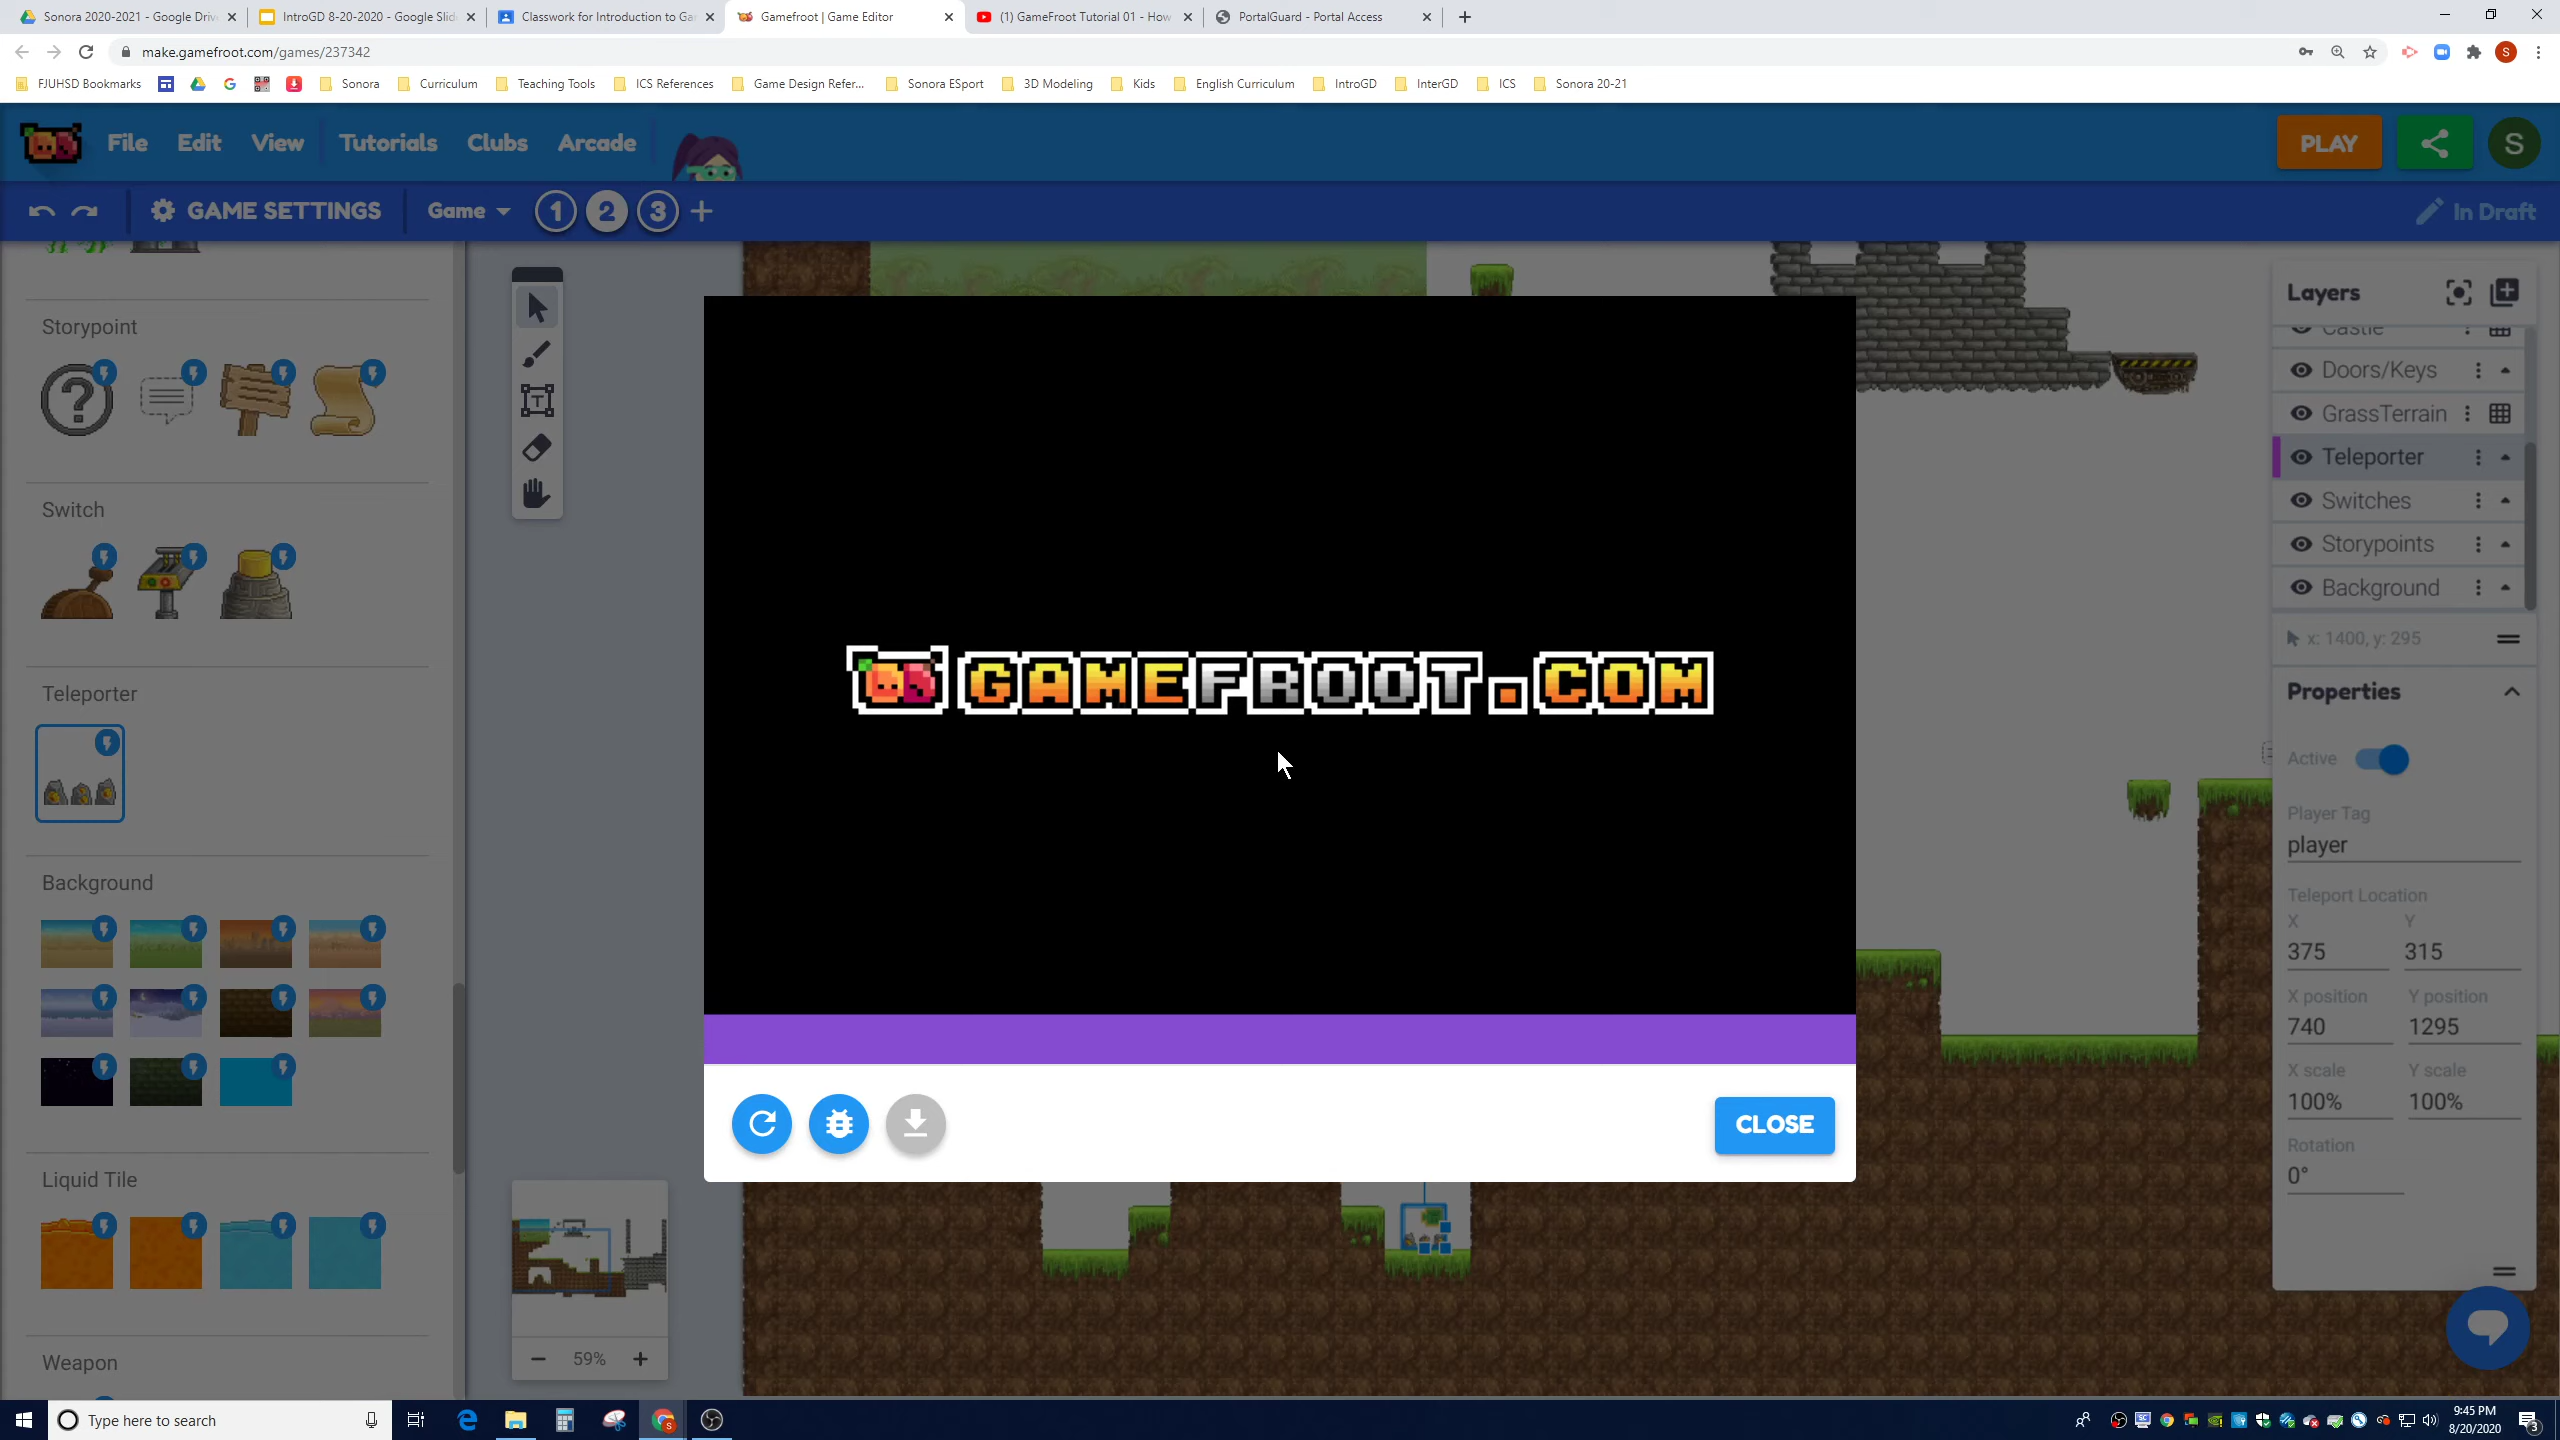 Sonora 2020-2021 - Google Drive
IntroGD 8-20-2020 - Google Slid
Classwork for Introduction to Ga
Gamefroot | Game Editor
(1) GameFroot Tutorial 01 - How
PortalGuard - Portal Access
make.gamefroot.com/games/237342
S
FJUHSD Bookmarks
Sonora
Curriculum
Teaching Tools
ICS References
Game Design Refer...
Sonora ESport
3D Modeling
Kids
English Curriculum
IntroGD
InterGD
ICS
Sonora 20-21
File
Edit
View
Tutorials
Clubs
Arcade
PLAY
S
GAME SETTINGS
Game
1
2
3
In Draft
Storypoint
Switch
Teleporter
Background
Liquid Tile
Weapon
GAMEFROOT.COM
CLOSE
59%
Layers
Castle
Doors/Keys
GrassTerrain
Teleporter
Switches
Storypoints
Background
x: 1400, y: 295
Properties
Active
Player Tag
player
Teleport Location
X Y
375 315
X position Y position
740 1295
X scale Y scale
100% 100%
Rotation
0°
Type here to search
9:45 PM
8/20/2020
3